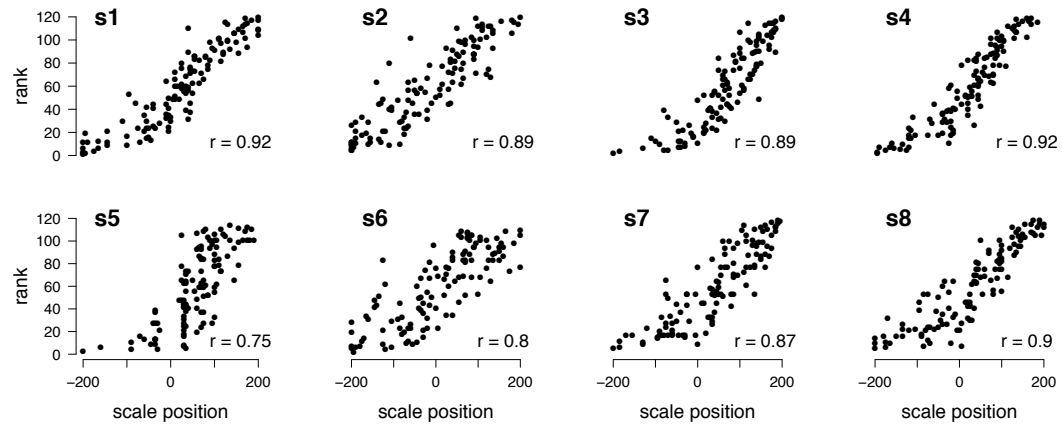 s1
s2
s3
s4
120
100
80
60
40
20
0
rank
r = 0.92
r = 0.89
r = 0.89
r = 0.92
s5
s6
s7
s8
120
100
80
60
40
20
0
rank
r = 0.75
r = 0.8
r = 0.87
r = 0.9
−200 0 200
−200 0 200
−200 0 200
−200 0 200
scale position
scale position
scale position
scale position